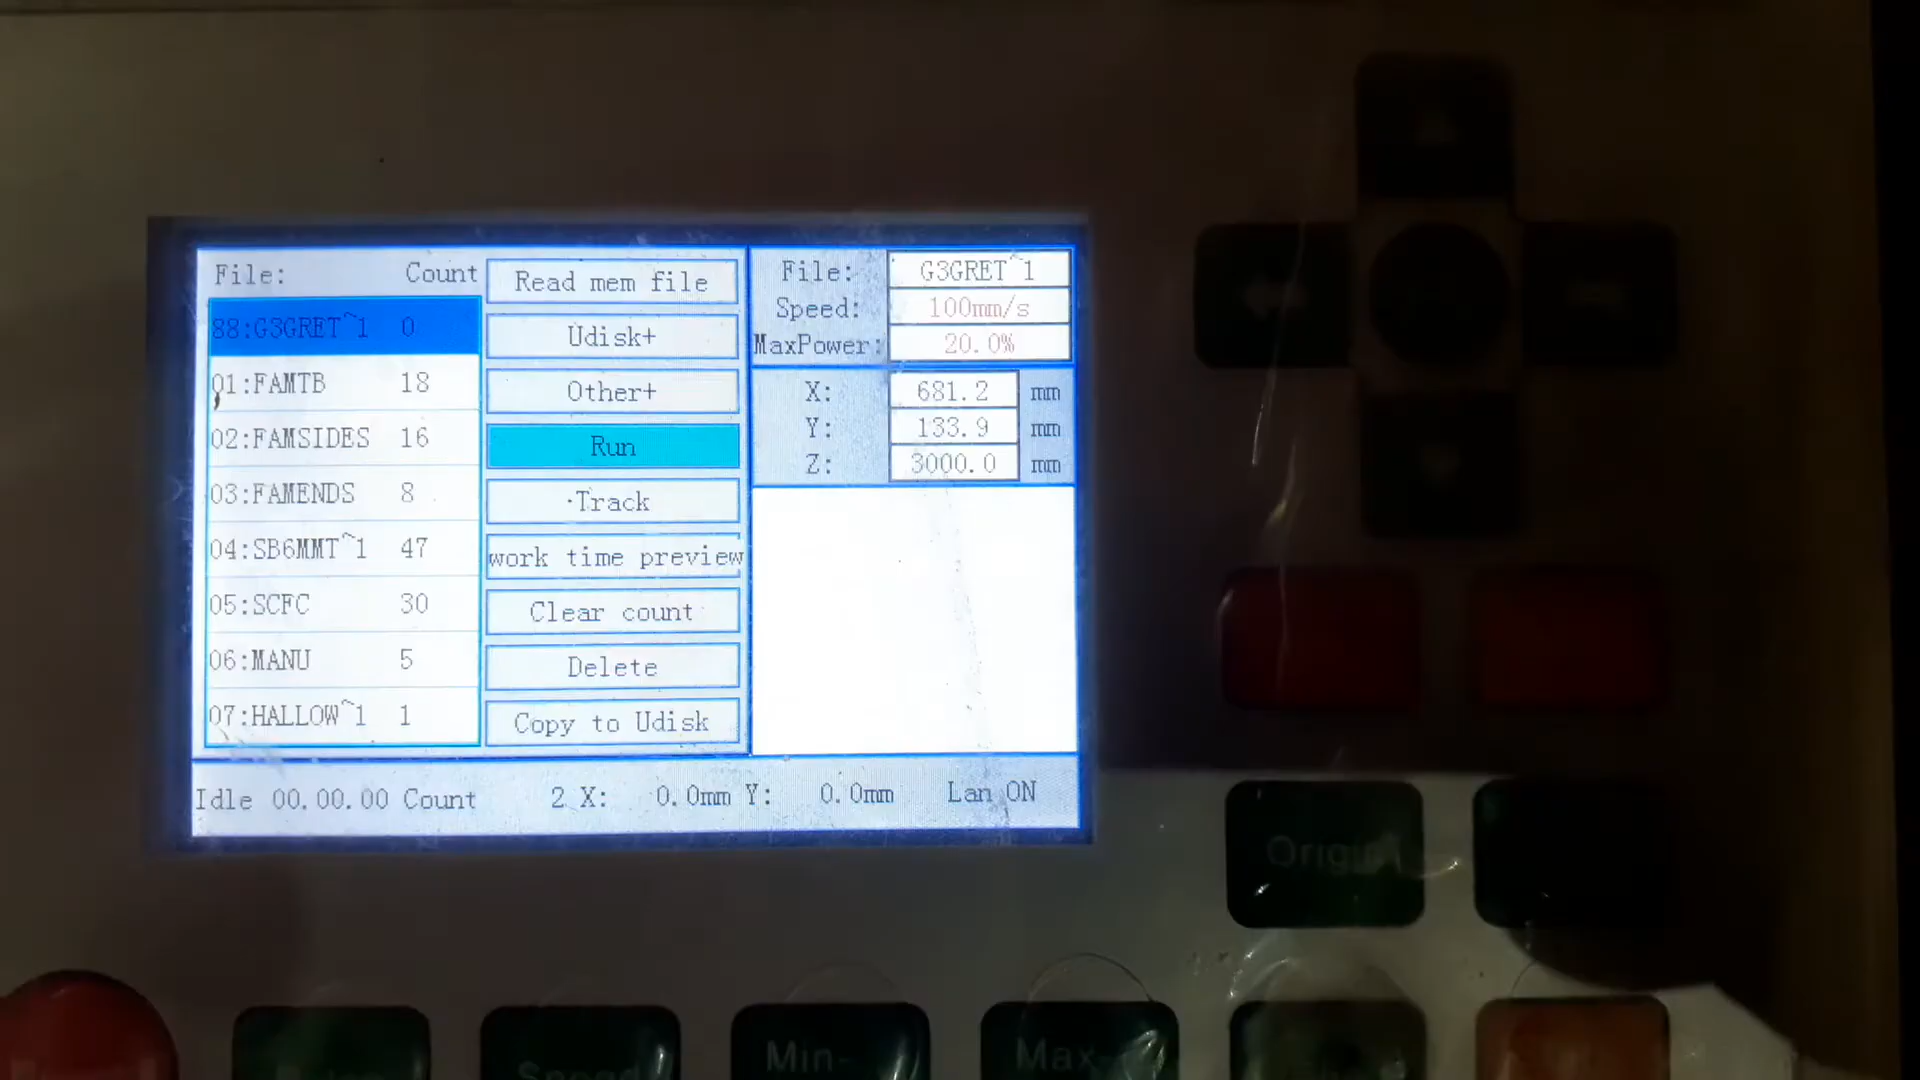 File: Count
88:G3GRET~1 0
01:FAMTB 18
02:FAMSIDES 16
03:FAMENDS 8
04:SB6MMT~1 47
05:SCFC 30
06:MANU 5
07:HALLOW~1 1
Read mem file
Udisk+
Other+
Run
Track
work time preview
Clear count
Delete
Copy to Udisk
File: G3GRET~1
Speed: 100mm/s
MaxPower: 20.0%
X: 681.2 mm
Y: 133.9 mm
Z: 3000.0 mm
Idle 00.00.00 Count 2 X: 0.0mm Y: 0.0mm Lan ON
Origin
Speed
Min-
Max-